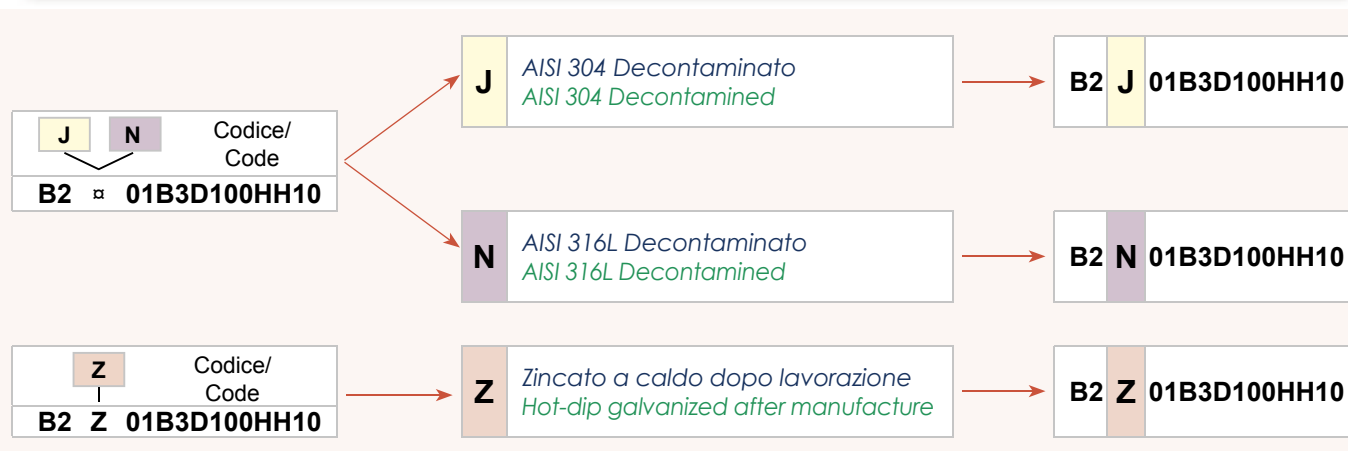 J N Codice/
Code
B2 ¤ 01B3D100HH10
J AISI 304 Decontaminato
AISI 304 Decontamined
B2 J 01B3D100HH10
N AISI 316L Decontaminato
AISI 316L Decontamined
B2 N 01B3D100HH10
Z Codice/
Code
B2 Z 01B3D100HH10
Z Zincato a caldo dopo lavorazione
Hot-dip galvanized after manufacture
B2 Z 01B3D100HH10